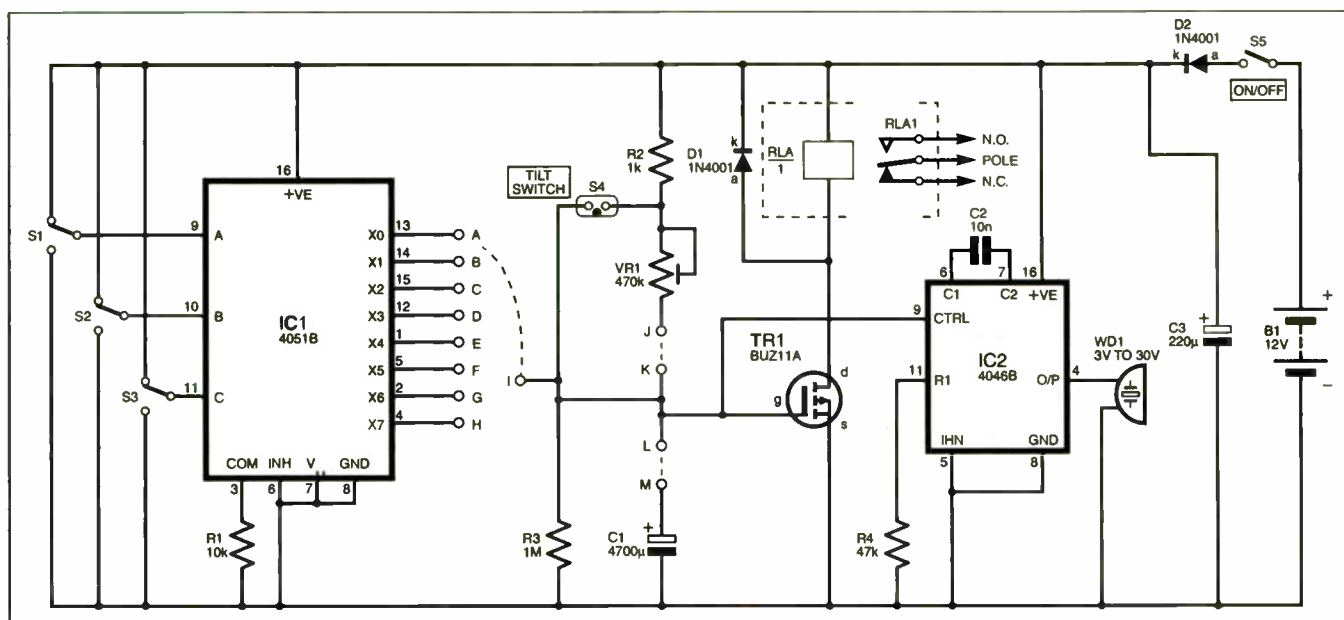 D2
1N4001
k
a
S5
ON/OFF
S1
S2
S3
16
+VE
9
A
10
B
11
C
IC1
4051B
X0
13
A
X1
14
B
X2
15
C
X3
12
D
X4
1
E
X5
5
F
X6
2
G
X7
4
H
COM
INH
V
GND
3
6
7
8
R1
10k
I
TILT
SWITCH
S4
R2
1k
VR1
470k
J
K
L
M
R3
1M
C1
4700µ
+
D1
1N4001
k
a
RLA
1
RLA1
N.O.
POLE
N.C.
TR1
BUZ11A
g
d
s
C2
10n
6
7
16
C1
C2
+VE
9
CTRL
IC2
4046B
11
R1
O/P
4
IHN
GND
5
8
R4
47k
WD1
3V TO 30V
C3
220µ
+
B1
12V
+
−